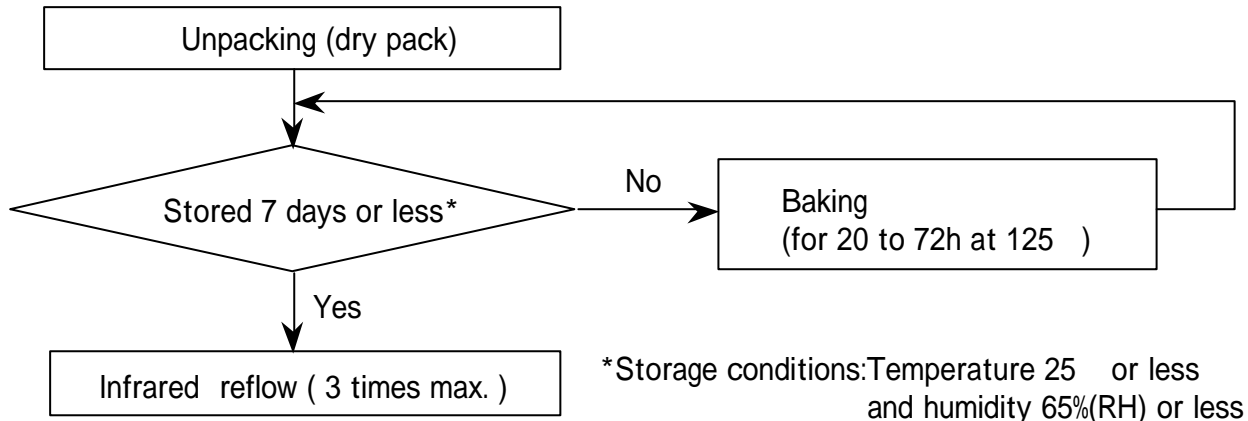 Unpacking (dry pack)
Stored 7 days or less*
No
Baking
(for 20 to 72h at 125   )
Yes
Infrared reflow ( 3 times max. )
*Storage conditions:Temperature 25   or less
and humidity 65%(RH) or less